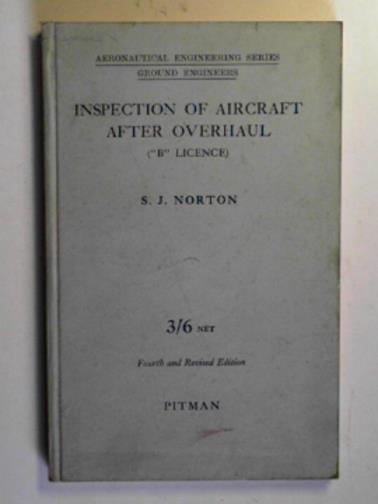 AERONAUTICAL ENGINEERING SERIES
GROUND ENGINEERS
INSPECTION OF AIRCRAFT
AFTER OVERHAUL
("B" LICENCE)
S. J. NORTON
3/6 NET
Fourth and Revised Edition
PITMAN